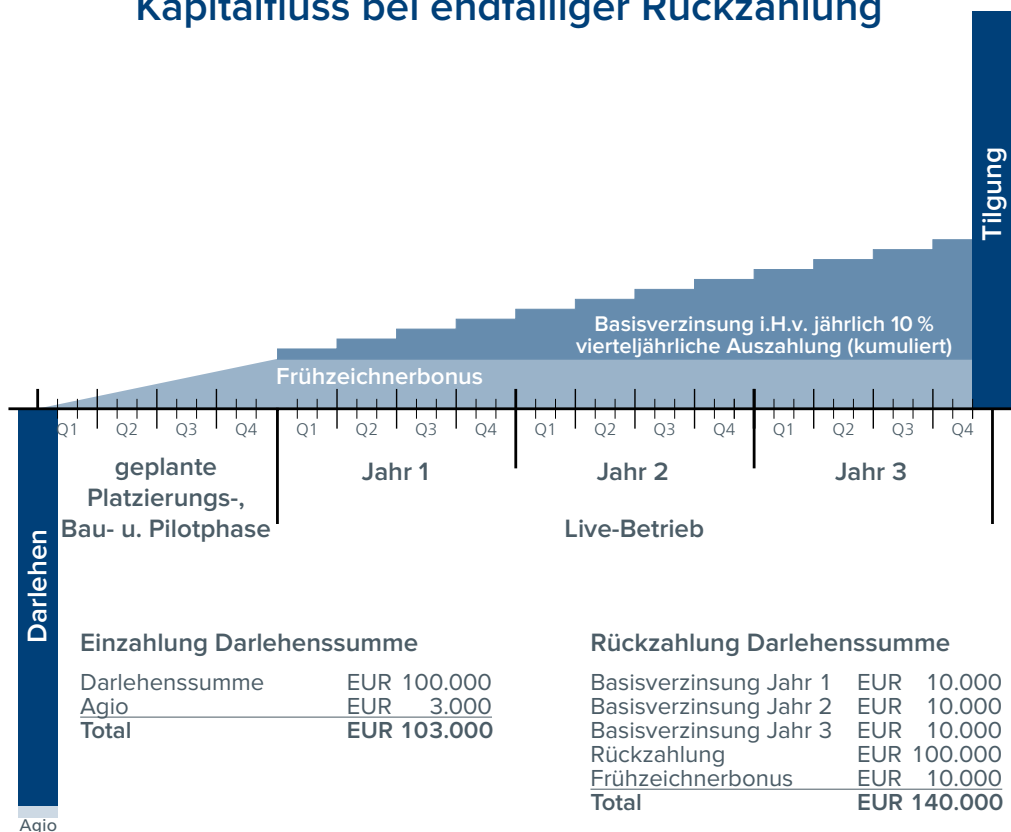 Kapitalfluss bei endfälliger Rückzahlung
Tilgung
Basisverzinsung i.H.v. jährlich 10 %
vierteljährliche Auszahlung (kumuliert)
Frühzeichnerbonus
Q1 Q2 Q3 Q4 Q1 Q2 Q3 Q4 Q1 Q2 Q3 Q4 Q1 Q2 Q3 Q4
geplante
Platzierungs-,
Bau- u. Pilotphase
Jahr 1 Jahr 2 Jahr 3
Live-Betrieb
Darlehen
Agio
Einzahlung Darlehenssumme
Darlehenssumme EUR 100.000
Agio EUR 3.000
Total EUR 103.000
Rückzahlung Darlehenssumme
Basisverzinsung Jahr 1 EUR 10.000
Basisverzinsung Jahr 2 EUR 10.000
Basisverzinsung Jahr 3 EUR 10.000
Rückzahlung EUR 100.000
Frühzeichnerbonus EUR 10.000
Total EUR 140.000